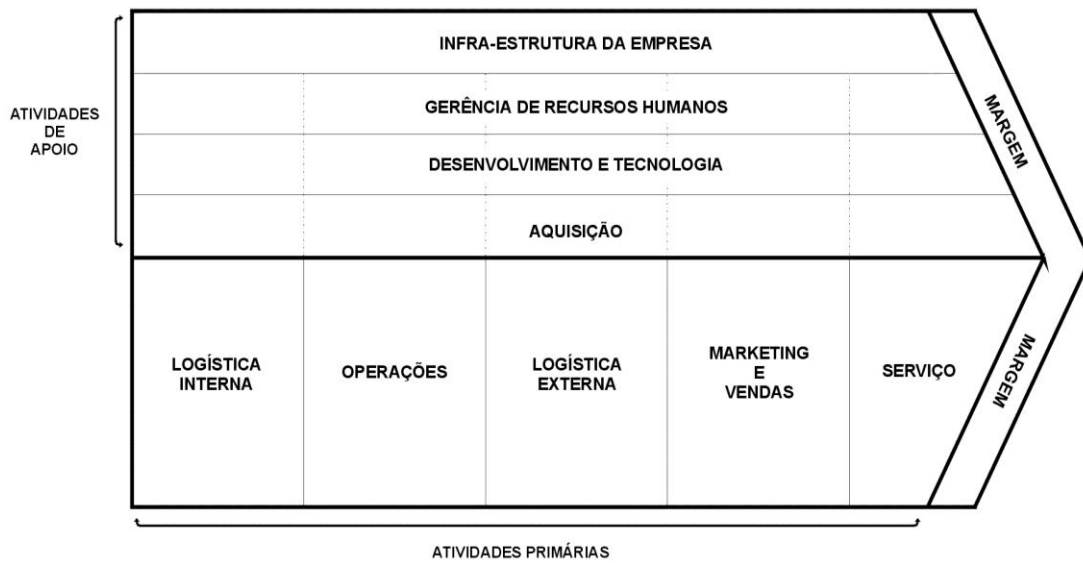 INFRA-ESTRUTURA DA EMPRESA
GERÊNCIA DE RECURSOS HUMANOS
DESENVOLVIMENTO E TECNOLOGIA
AQUISIÇÃO
ATIVIDADES
DE
APOIO
MARGEM
LOGÍSTICA
INTERNA
OPERAÇÕES
LOGÍSTICA
EXTERNA
MARKETING
E
VENDAS
SERVIÇO
MARGEM
ATIVIDADES PRIMÁRIAS